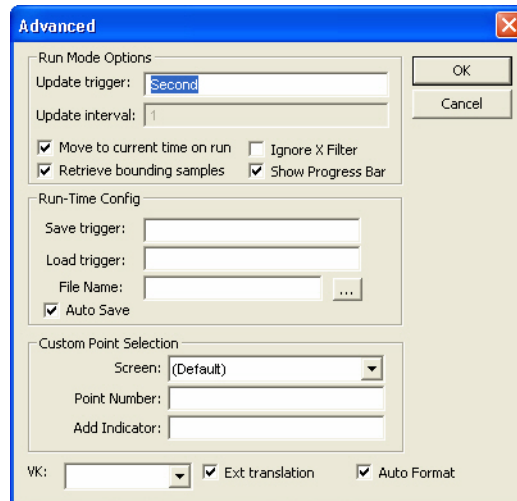 Advanced
Run Mode Options
Update trigger: Second
Update interval: 1
Move to current time on run
Ignore X Filter
Retrieve bounding samples
Show Progress Bar
OK
Cancel
Run-Time Config
Save trigger:
Load trigger:
File Name: ...
Auto Save
Custom Point Selection
Screen: (Default)
Point Number:
Add Indicator:
VK:
Ext translation
Auto Format